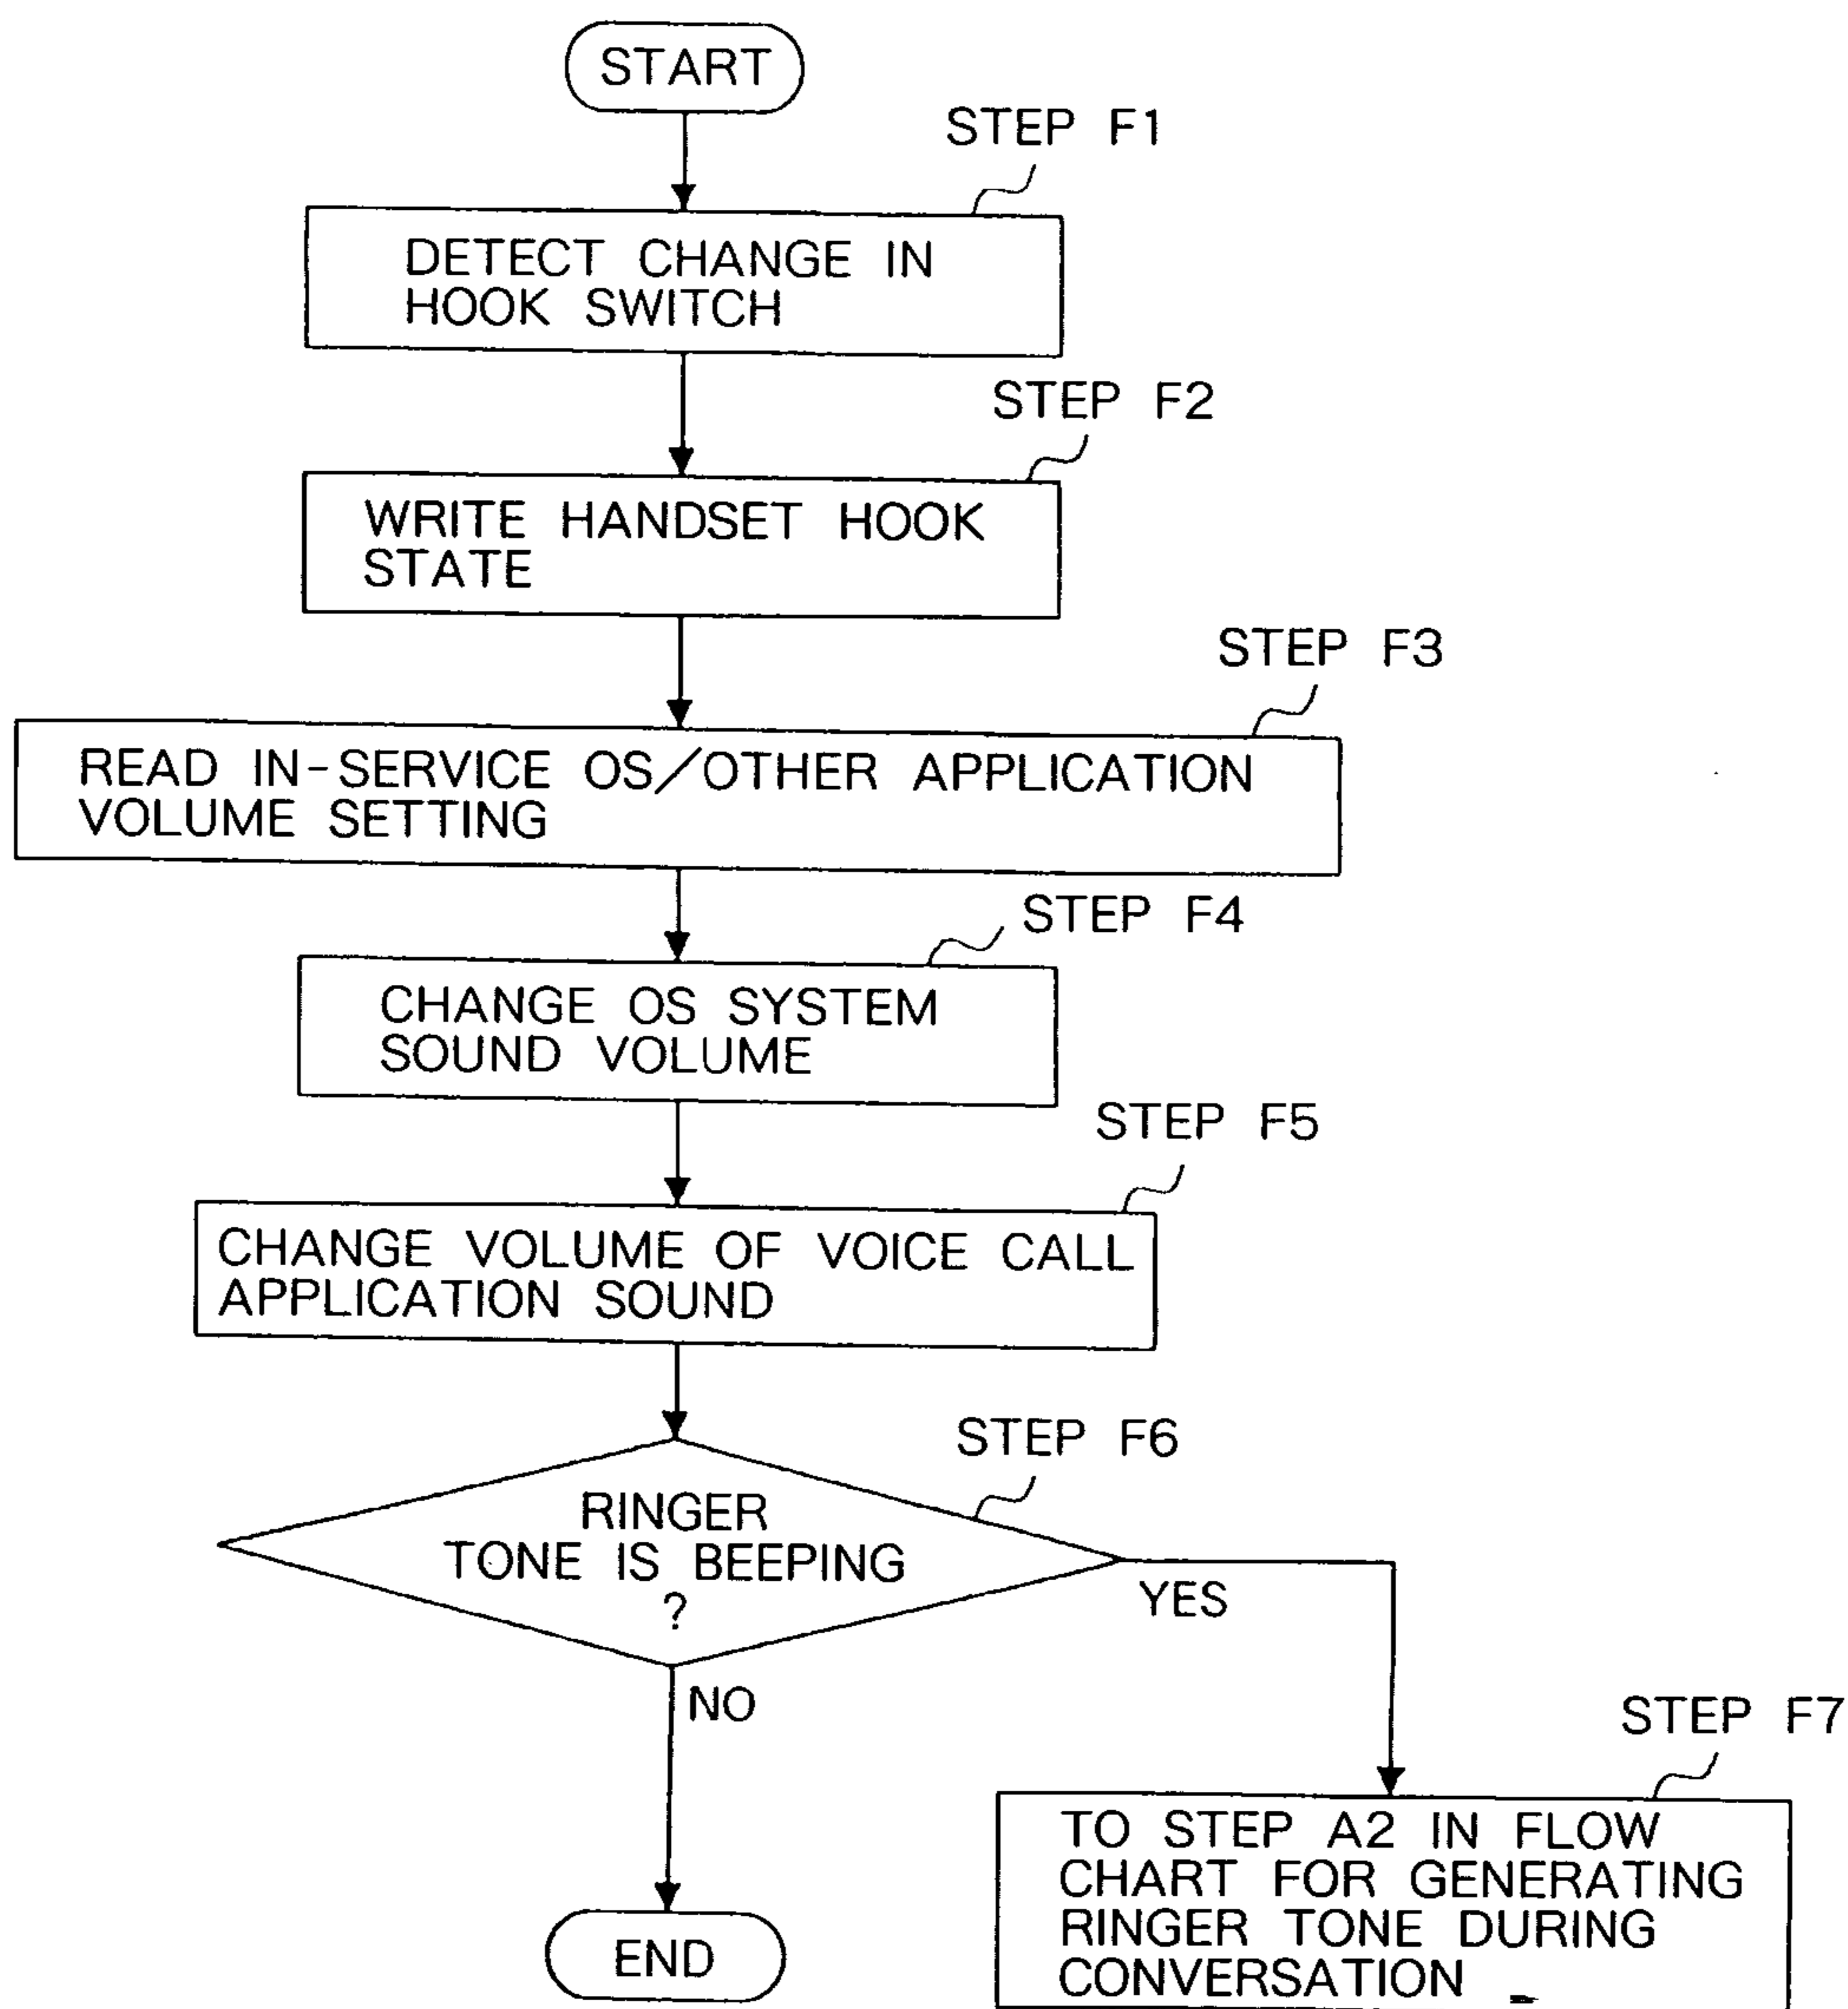 START
STEP F1
DETECT CHANGE IN
HOOK SWITCH
STEP F2
WRITE HANDSET HOOK
STATE
STEP F3
READ IN-SERVICE OS/OTHER APPLICATION
VOLUME SETTING
STEP F4
CHANGE OS SYSTEM
SOUND VOLUME
STEP F5
CHANGE VOLUME OF VOICE CALL
APPLICATION SOUND
STEP F6
RINGER
TONE IS BEEPING
?
YES
NO
STEP F7
TO STEP A2 IN FLOW
CHART FOR GENERATING
RINGER TONE DURING
CONVERSATION
END